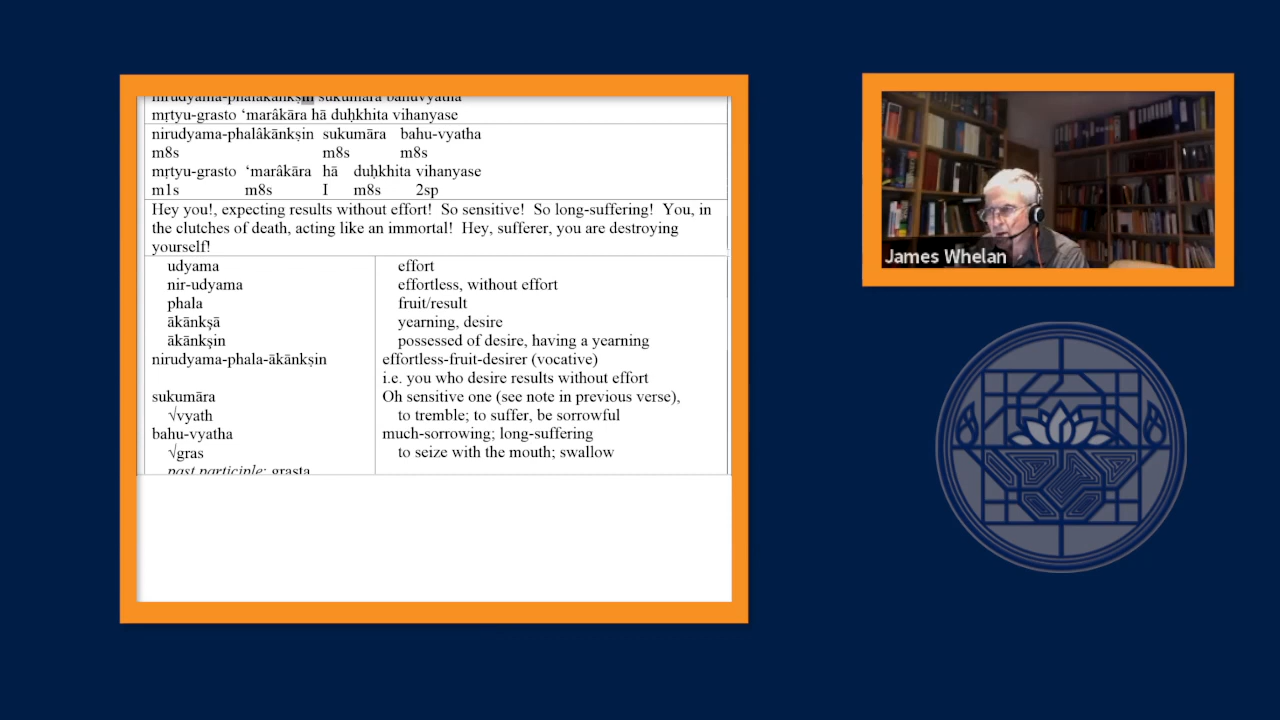 nirudyama-phalâkānkṣin sukumāra bahuvyatha
mṛtyu-grasto ‘marâkāra hā duḥkhita vihanyase
nirudyama-phalâkānkṣin sukumāra bahu-vyatha
m8s m8s m8s
mṛtyu-grasto ‘marâkāra hā duḥkhita vihanyase
m1s m8s I m8s 2sp
Hey you!, expecting results without effort! So sensitive! So long-suffering! You, in
the clutches of death, acting like an immortal! Hey, sufferer, you are destroying
yourself!
udyama effort
nir-udyama effortless, without effort
phala fruit/result
ākānkṣā yearning, desire
ākānkṣin possessed of desire, having a yearning
nirudyama-phala-ākānkṣin effortless-fruit-desirer (vocative)
i.e. you who desire results without effort
sukumāra Oh sensitive one (see note in previous verse),
√vyath to tremble; to suffer, be sorrowful
bahu-vyatha much-sorrowing; long-suffering
√gras to seize with the mouth; swallow
past participle: grasta
James Whelan